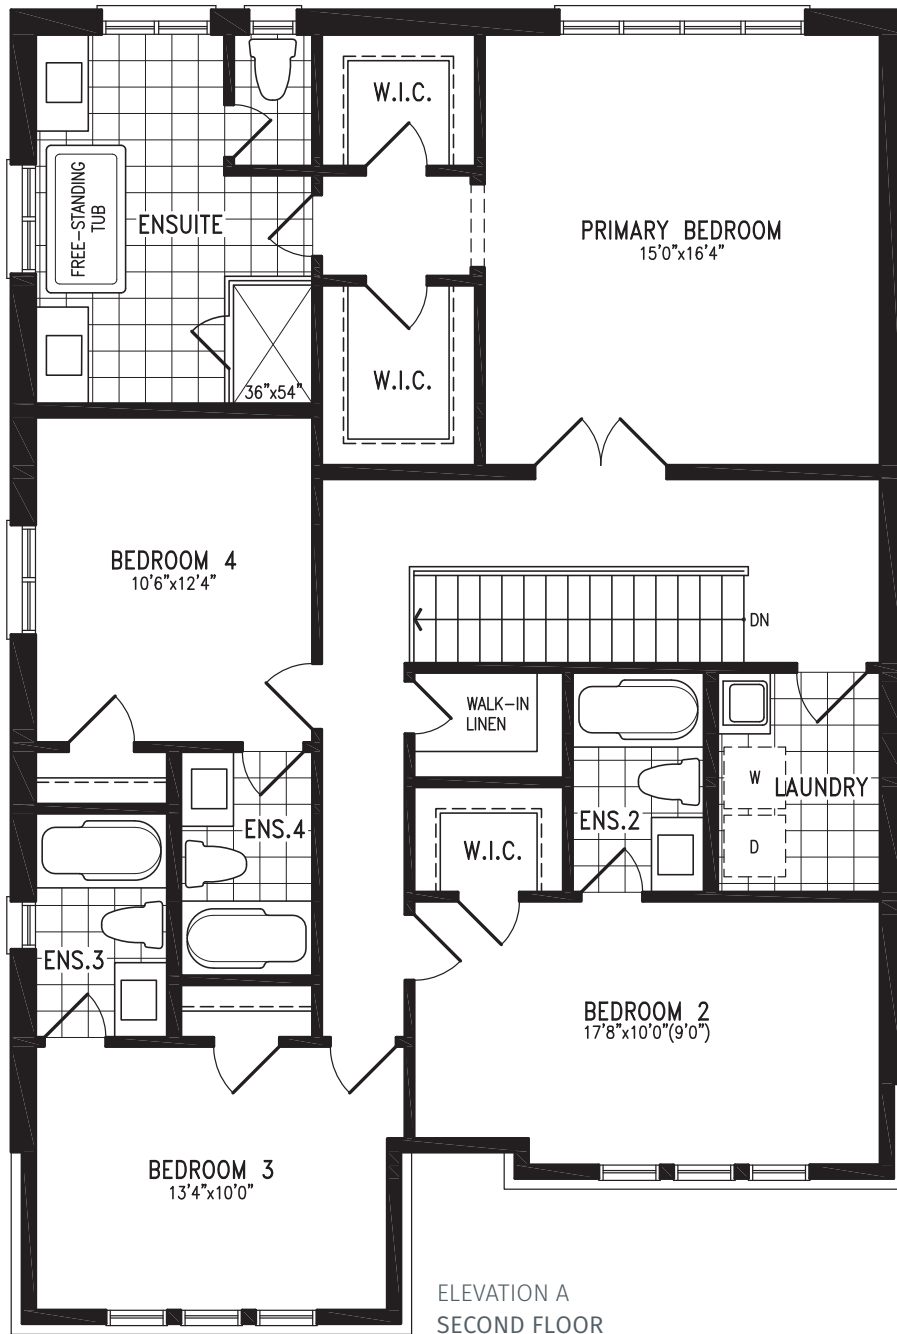 W.I.C.
FREE-STANDING
TUB
ENSUITE
PRIMARY BEDROOM
15'0"x16'4"
W.I.C.
36"x54"
BEDROOM 4
10'6"x12'4"
DN
WALK-IN
LINEN
W
LAUNDRY
ENS.2
ENS.4
W.I.C.
D
ENS.3
BEDROOM 2
17'8"x10'0"(9'0")
BEDROOM 3
13'4"x10'0"
ELEVATION A
SECOND FLOOR